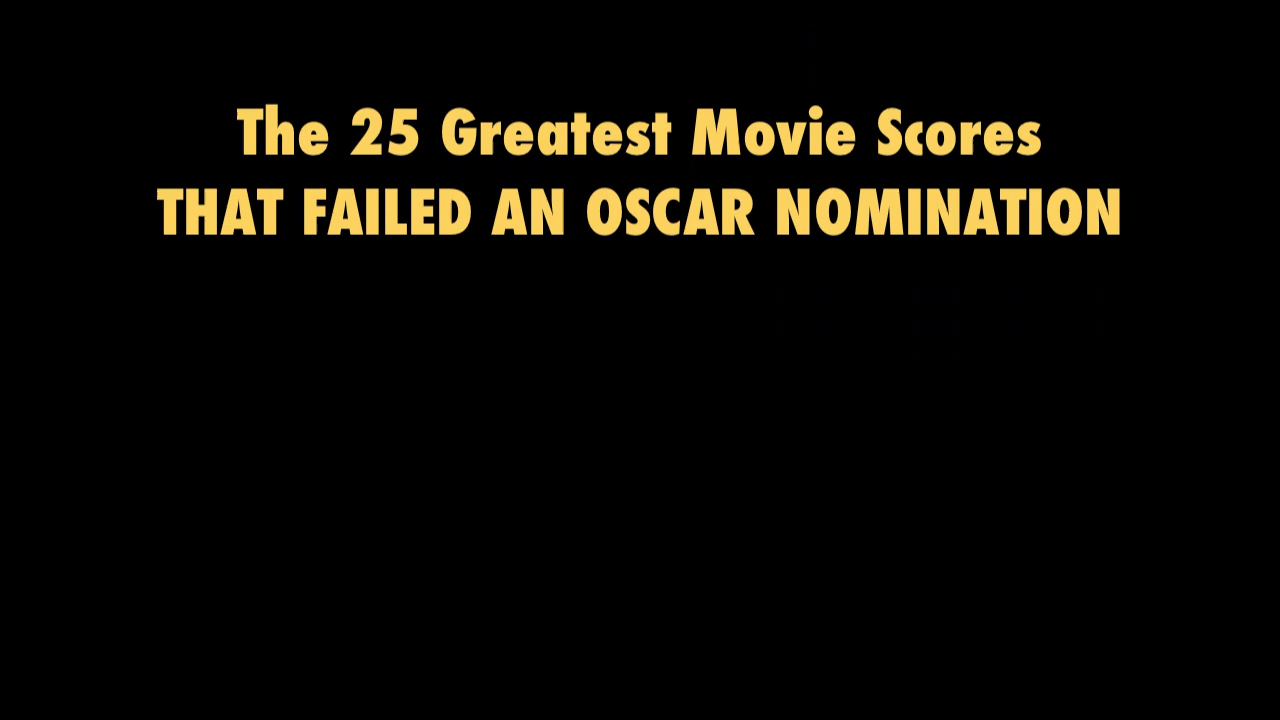 The 25 Greatest Movie Scores
THAT FAILED AN OSCAR NOMINATION